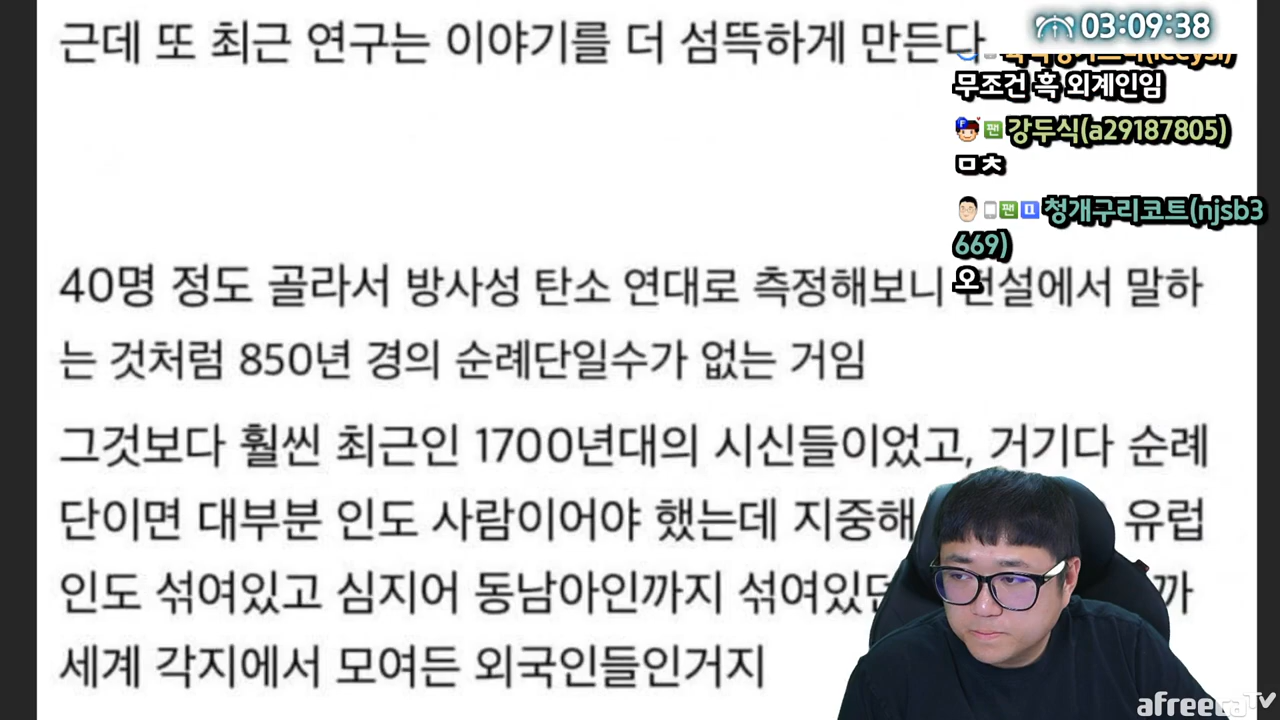 근데 또 최근 연구는 이야기를 더 섬뜩하게 만든다
03:09:38
무조건 흑 외계인임
강두식(a29187805)
ㅁㅊ
청개구리코트(njsb3
669)
오
40명 정도 골라서 방사성 탄소 연대로 측정해보니 전설에서 말하
는 것처럼 850년 경의 순례단일수가 없는 거임
그것보다 훨씬 최근인 1700년대의 시신들이었고, 거기다 순례
단이면 대부분 인도 사람이어야 했는데 지중해 유럽
인도 섞여있고 심지어 동남아인까지 섞여있던 까
세계 각지에서 모여든 외국인들인거지
afreecaTV